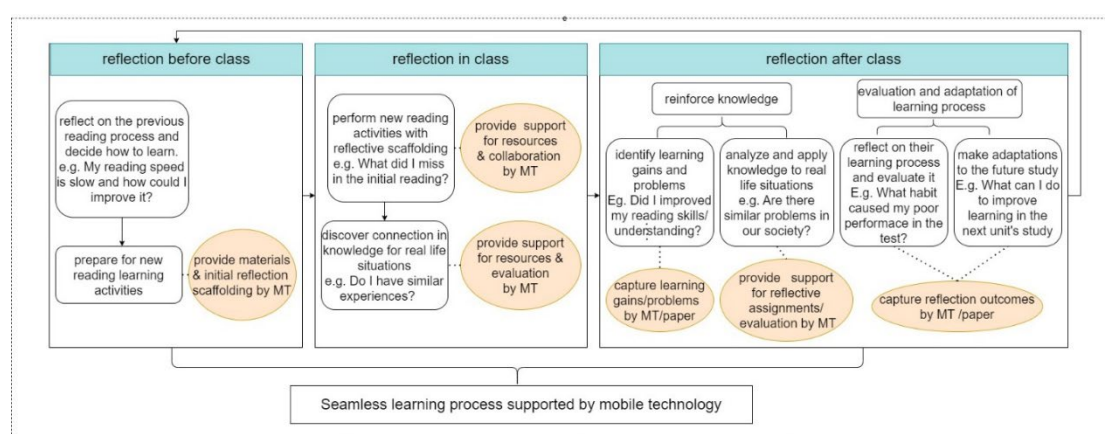 reflection before class
reflect on the previous
reading process and
decide how to learn.
e.g. My reading speed
is slow and how could I
improve it?
prepare for new
reading learning
activities
provide materials
& initial reflection
scaffolding by MT
reflection in class
perform new reading
activities with
reflective scaffolding
e.g. What did I miss
in the initial reading?
provide support
for resources
& collaboration
by MT
discover connection in
knowledge for real life
situations
e.g. Do I have similar
experiences?
provide support
for resources &
evaluation by MT
reflection after class
reinforce knowledge
identify learning
gains and problems
Eg. Did I improved
my reading skills/
understanding?
analyze and apply
knowledge to real
life situations
e.g. Are there
similar problems in
our society?
capture learning
gains/problems
by MT/paper
provide support
for reflective
assignments/
evaluation by MT
evaluation and adaptation of
learning process
reflect on their
learning process
and evaluate it
E.g. What habit
caused my poor
performace in the
test?
make adaptations
to the future study
E.g. What can I do
to improve
learning in the
next unit's study
capture reflection outcomes
by MT /paper
Seamless learning process supported by mobile technology